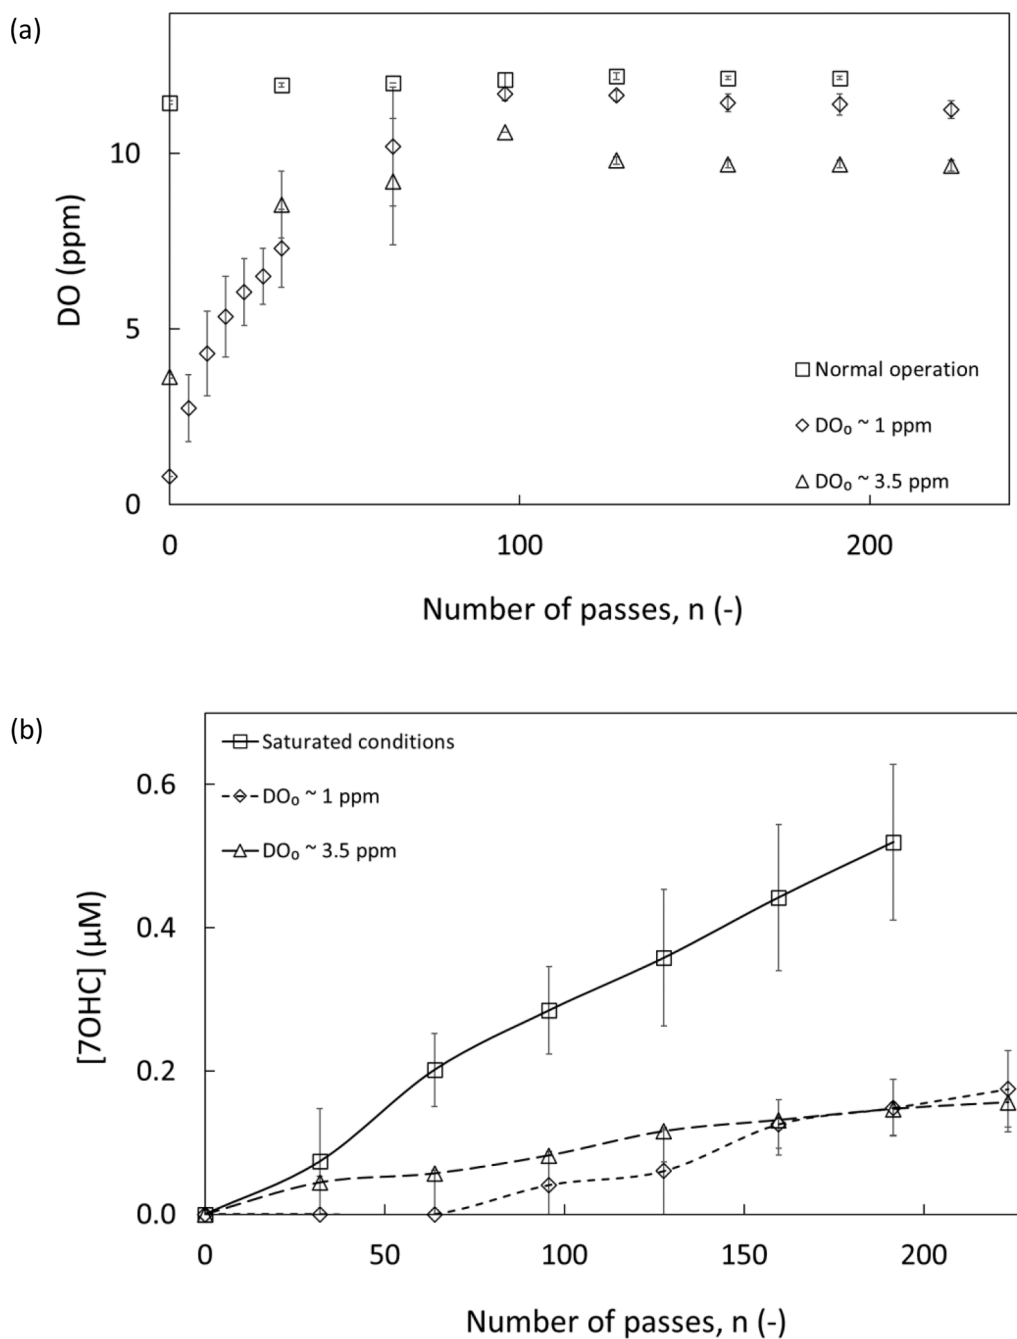 (a)
10
5
0
DO (ppm)
Normal operation
DO₀ ~ 1 ppm
DO₀ ~ 3.5 ppm
0 100 200
Number of passes, n (-)
(b)
Saturated conditions
DO₀ ~ 1 ppm
DO₀ ~ 3.5 ppm
0.6
0.4
0.2
0.0
[7OHC] (μM)
0 50 100 150 200
Number of passes, n (-)